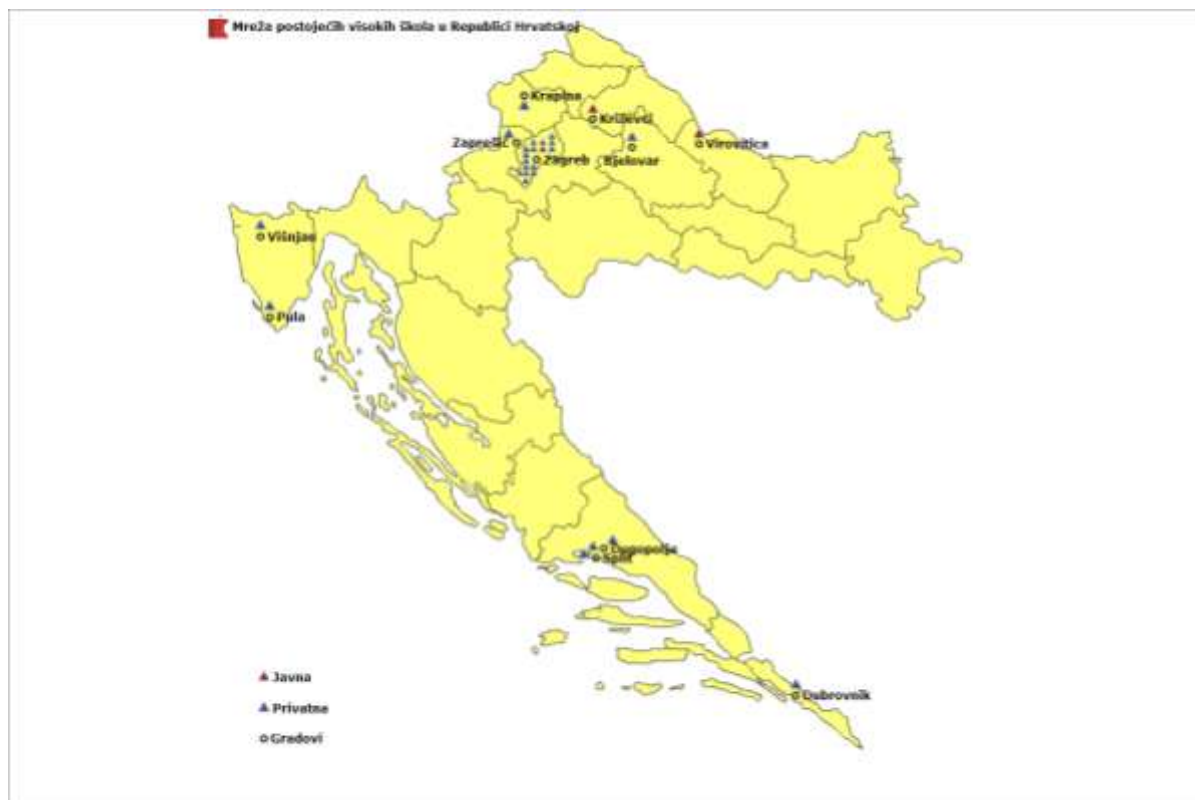 Mreža postojećih visokih škola u Republici Hrvatskoj
Krapina
Križevci
Zaprešić
Zagreb
Bjelovar
Virovitica
Višnjan
Pula
Dugopolje
Split
Dubrovnik
Javna
Privatna
Gradovi